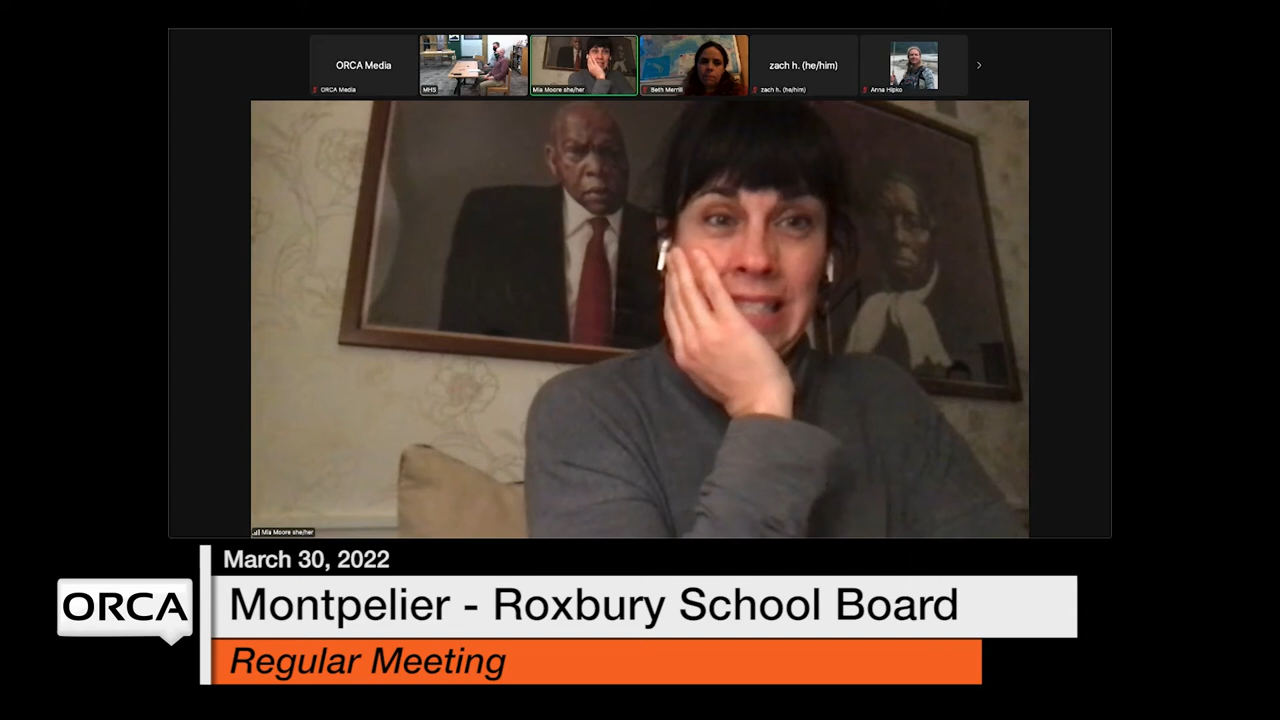 ORCA Media
zach h. (he/him)
ORCA Media
MHS
Mia Moore she/her
Beth Merrill
zach h. (he/him)
Anna Hipko
Mia Moore she/her
March 30, 2022
ORCA
Montpelier - Roxbury School Board
Regular Meeting